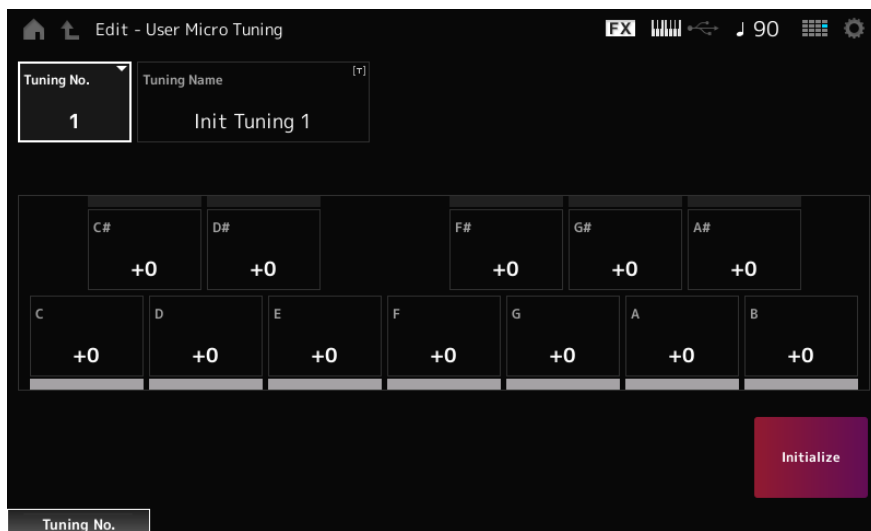 Edit - User Micro Tuning FX ♩ 90
Tuning No. Tuning Name [T]
1 Init Tuning 1
C# D# F# G# A#
+0 +0 +0 +0 +0
C D E F G A B
+0 +0 +0 +0 +0 +0 +0
Initialize
Tuning No.